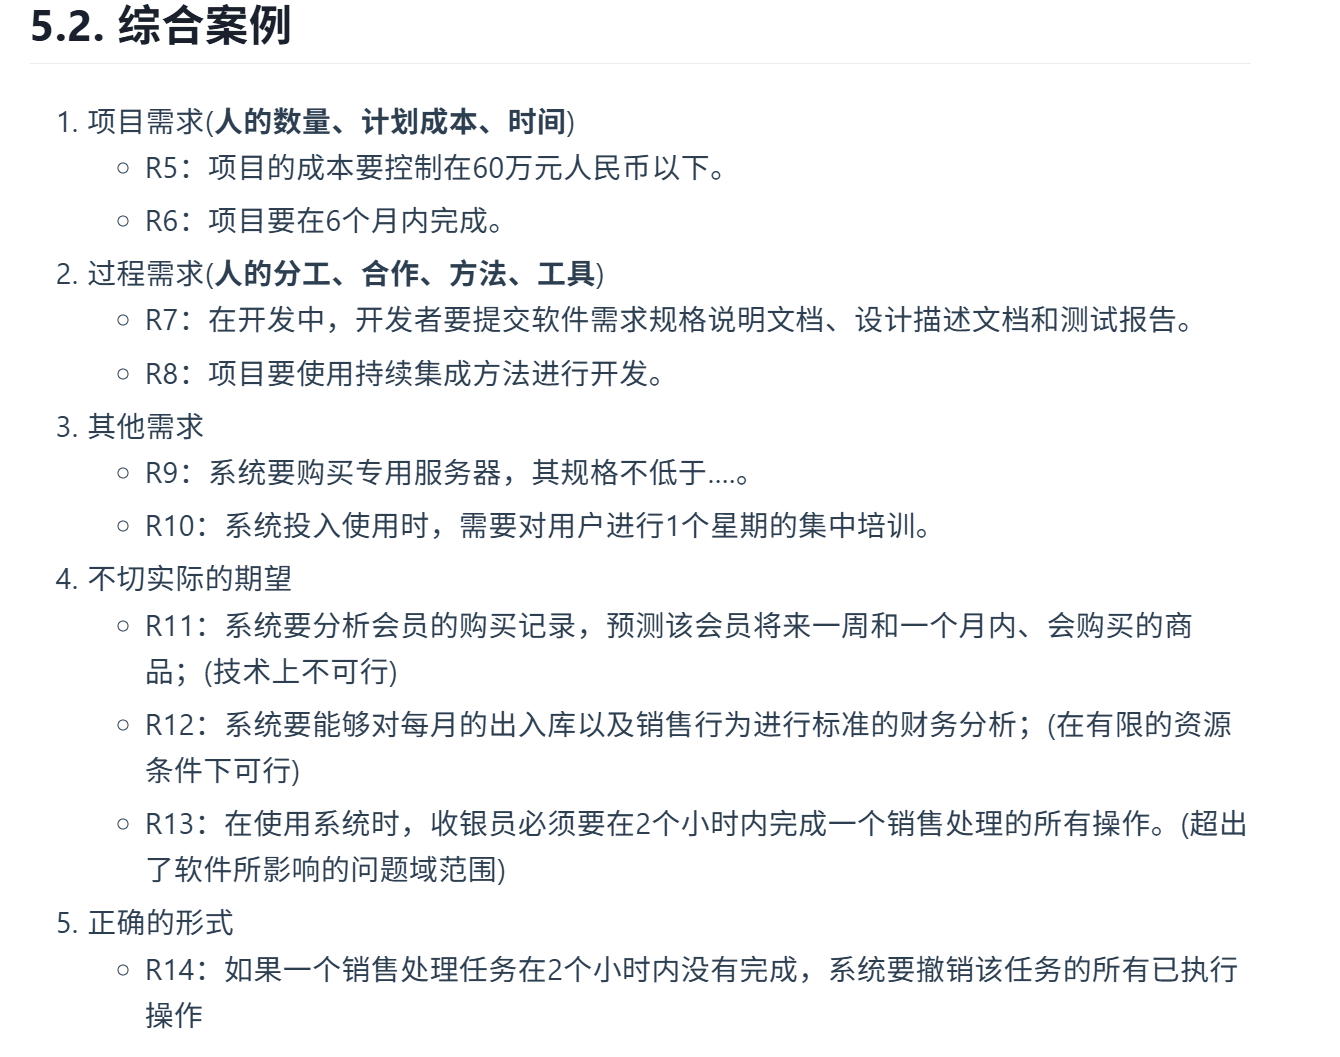 5.2. 综合案例
1. 项目需求(人的数量、计划成本、时间)
R5：项目的成本要控制在60万元人民币以下。
R6：项目要在6个月内完成。
2. 过程需求(人的分工、合作、方法、工具)
R7：在开发中，开发者要提交软件需求规格说明文档、设计描述文档和测试报告。
R8：项目要使用持续集成方法进行开发。
3. 其他需求
R9：系统要购买专用服务器，其规格不低于....。
R10：系统投入使用时，需要对用户进行1个星期的集中培训。
4. 不切实际的期望
R11：系统要分析会员的购买记录，预测该会员将来一周和一个月内、会购买的商
品；(技术上不可行)
R12：系统要能够对每月的出入库以及销售行为进行标准的财务分析；(在有限的资源
条件下可行)
R13：在使用系统时，收银员必须要在2个小时内完成一个销售处理的所有操作。(超出
了软件所影响的问题域范围)
5. 正确的形式
R14：如果一个销售处理任务在2个小时内没有完成，系统要撤销该任务的所有已执行
操作